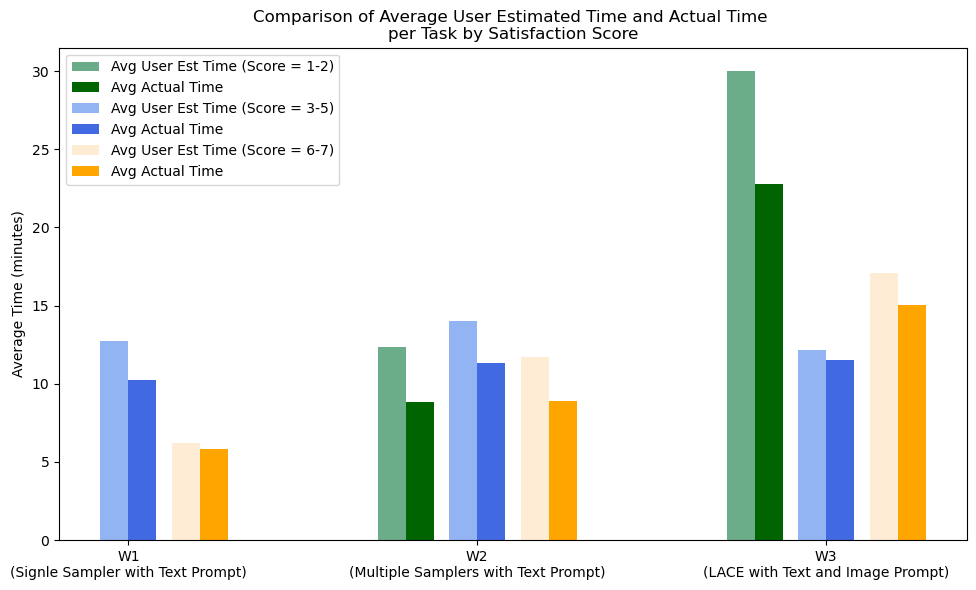 Comparison of Average User Estimated Time and Actual Time
per Task by Satisfaction Score
Avg User Est Time (Score = 1-2)
Avg Actual Time
Avg User Est Time (Score = 3-5)
Avg Actual Time
Avg User Est Time (Score = 6-7)
Avg Actual Time
Average Time (minutes)
30
25
20
15
10
5
0
W1
(Signle Sampler with Text Prompt)
W2
(Multiple Samplers with Text Prompt)
W3
(LACE with Text and Image Prompt)